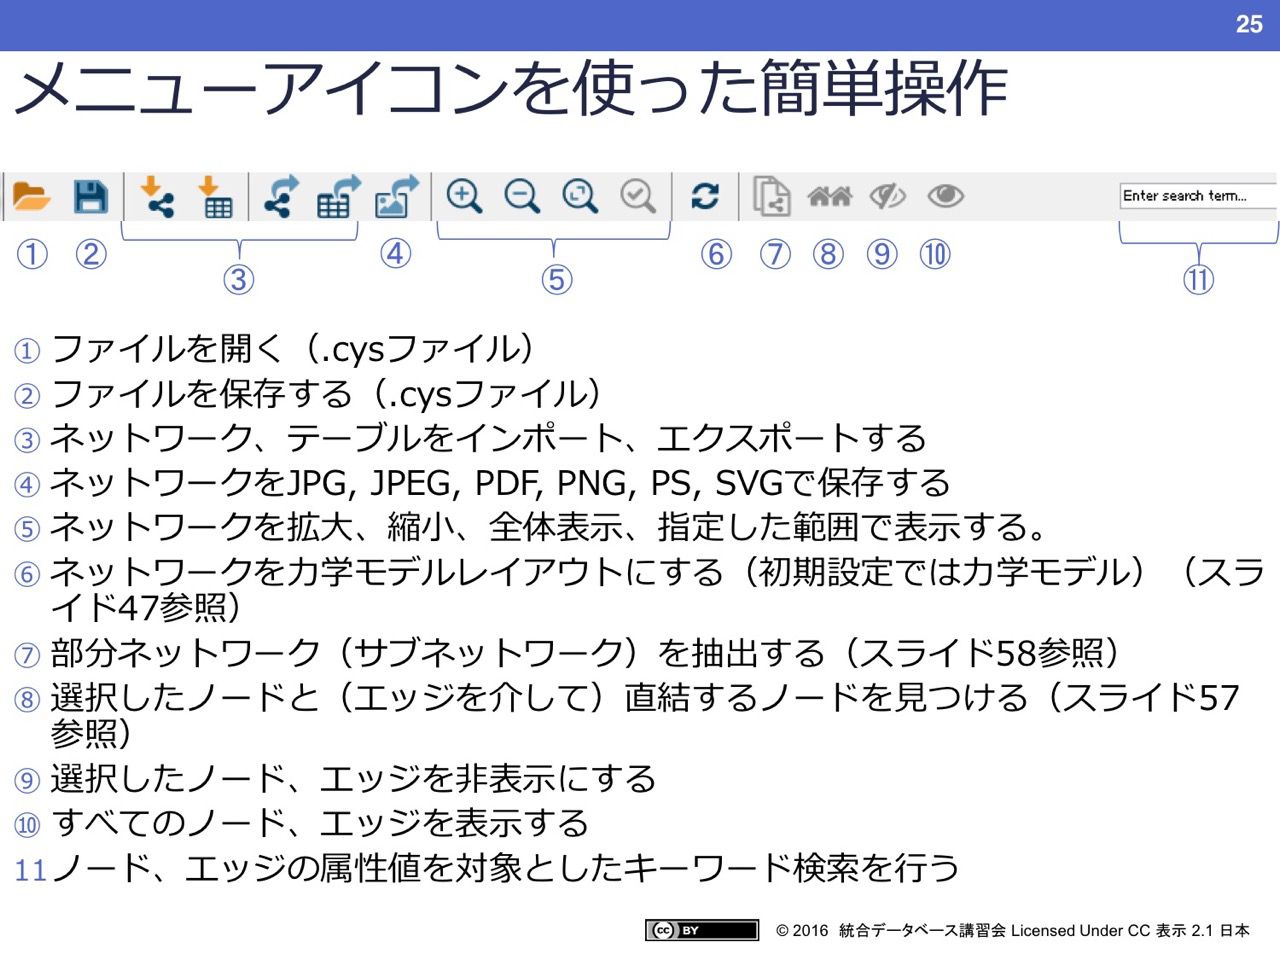 25
メニューアイコンを使った簡単操作
Enter search term...
① ② ③ ④ ⑤ ⑥ ⑦ ⑧ ⑨ ⑩ ⑪
① ファイルを開く（.cysファイル）
② ファイルを保存する（.cysファイル）
③ ネットワーク、テーブルをインポート、エクスポートする
④ ネットワークをJPG, JPEG, PDF, PNG, PS, SVGで保存する
⑤ ネットワークを拡大、縮小、全体表示、指定した範囲で表示する。
⑥ ネットワークを力学モデルレイアウトにする（初期設定では力学モデル）（スラ
イド47参照）
⑦ 部分ネットワーク（サブネットワーク）を抽出する（スライド58参照）
⑧ 選択したノードと（エッジを介して）直結するノードを見つける（スライド57
参照）
⑨ 選択したノード、エッジを非表示にする
⑩ すべてのノード、エッジを表示する
11 ノード、エッジの属性値を対象としたキーワード検索を行う
cc BY © 2016 統合データベース講習会 Licensed Under CC 表示 2.1 日本